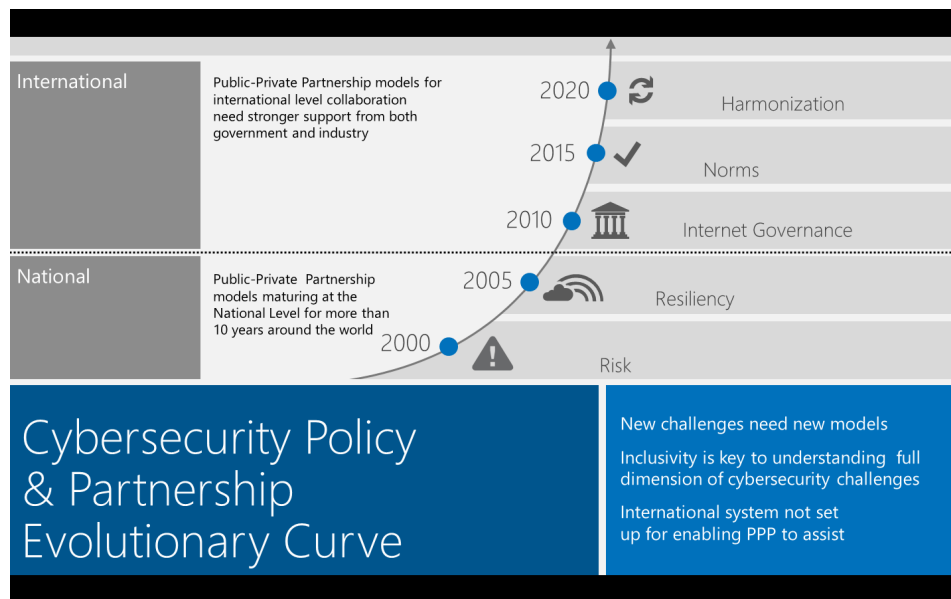 International
Public-Private Partnership models for
international level collaboration
need stronger support from both
government and industry
2020
Harmonization
2015
Norms
2010
Internet Governance
National
Public-Private Partnership
models maturing at the
National Level for more than
10 years around the world
2005
Resiliency
2000
Risk
Cybersecurity Policy
& Partnership
Evolutionary Curve
New challenges need new models
Inclusivity is key to understanding full
dimension of cybersecurity challenges
International system not set
up for enabling PPP to assist